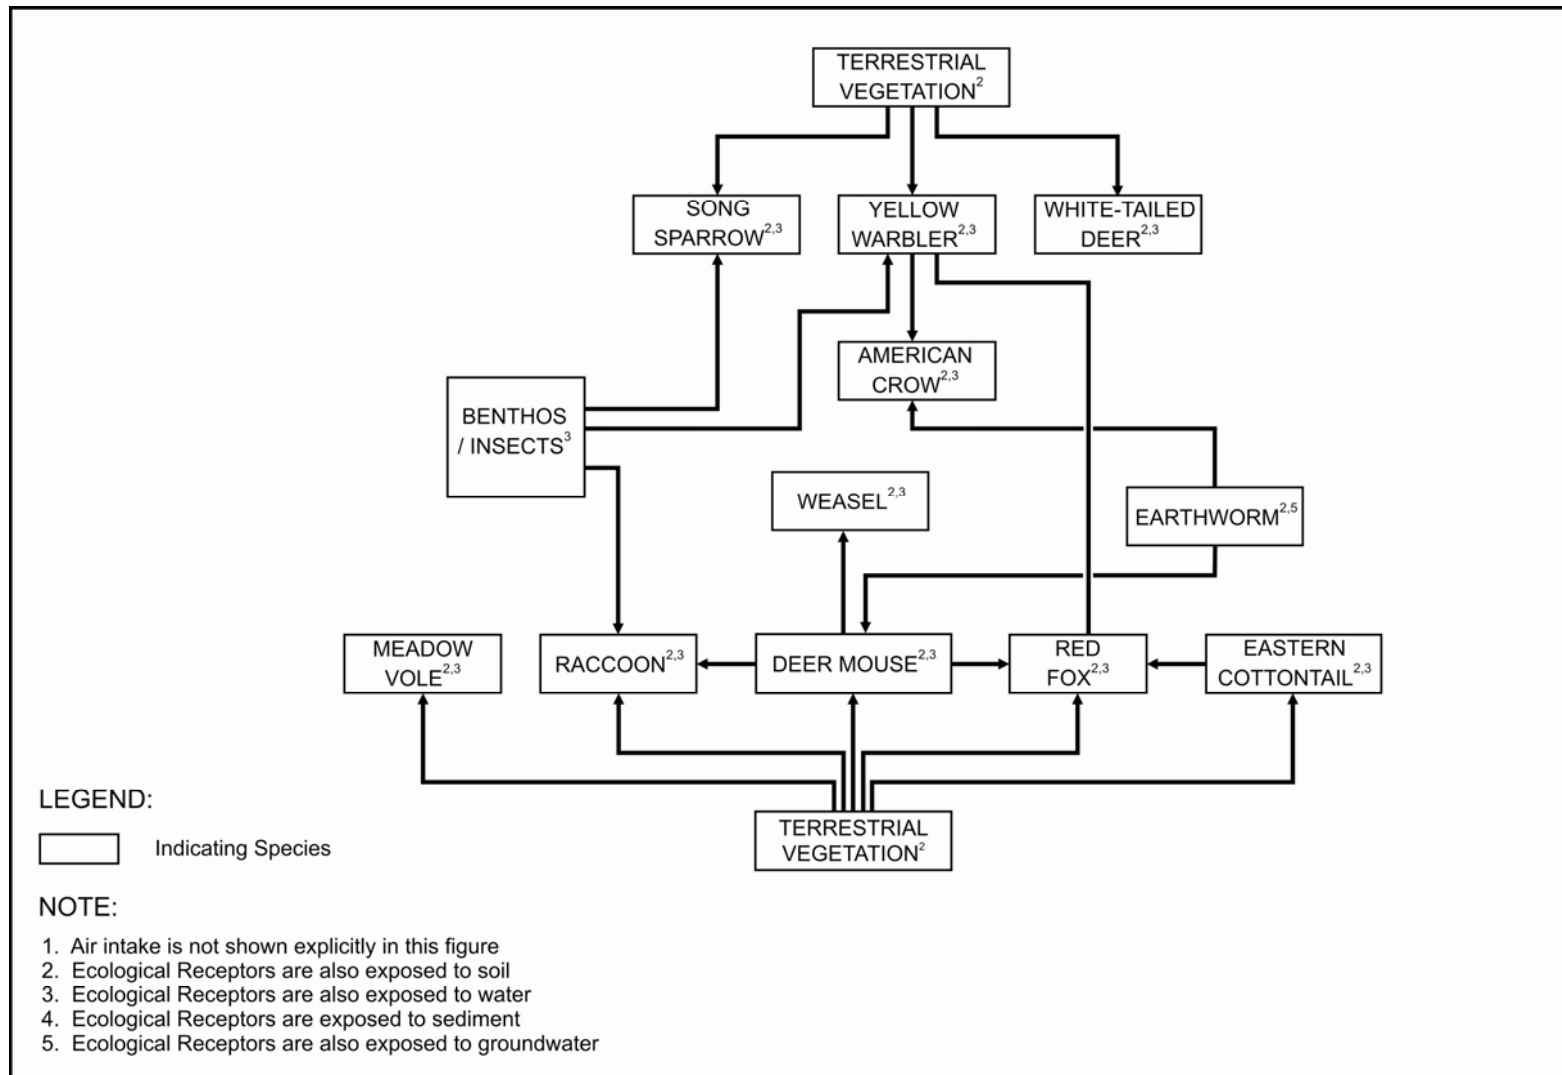 TERRESTRIAL
VEGETATION2
SONG
SPARROW2,3
YELLOW
WARBLER2,3
WHITE-TAILED
DEER2,3
AMERICAN
CROW2,3
BENTHOS
/ INSECTS3
WEASEL2,3
EARTHWORM2,5
MEADOW
VOLE2,3
RACCOON2,3
DEER MOUSE2,3
RED
FOX2,3
EASTERN
COTTONTAIL2,3
TERRESTRIAL
VEGETATION2
LEGEND:
Indicating Species
NOTE:
1. Air intake is not shown explicitly in this figure
2. Ecological Receptors are also exposed to soil
3. Ecological Receptors are also exposed to water
4. Ecological Receptors are exposed to sediment
5. Ecological Receptors are also exposed to groundwater